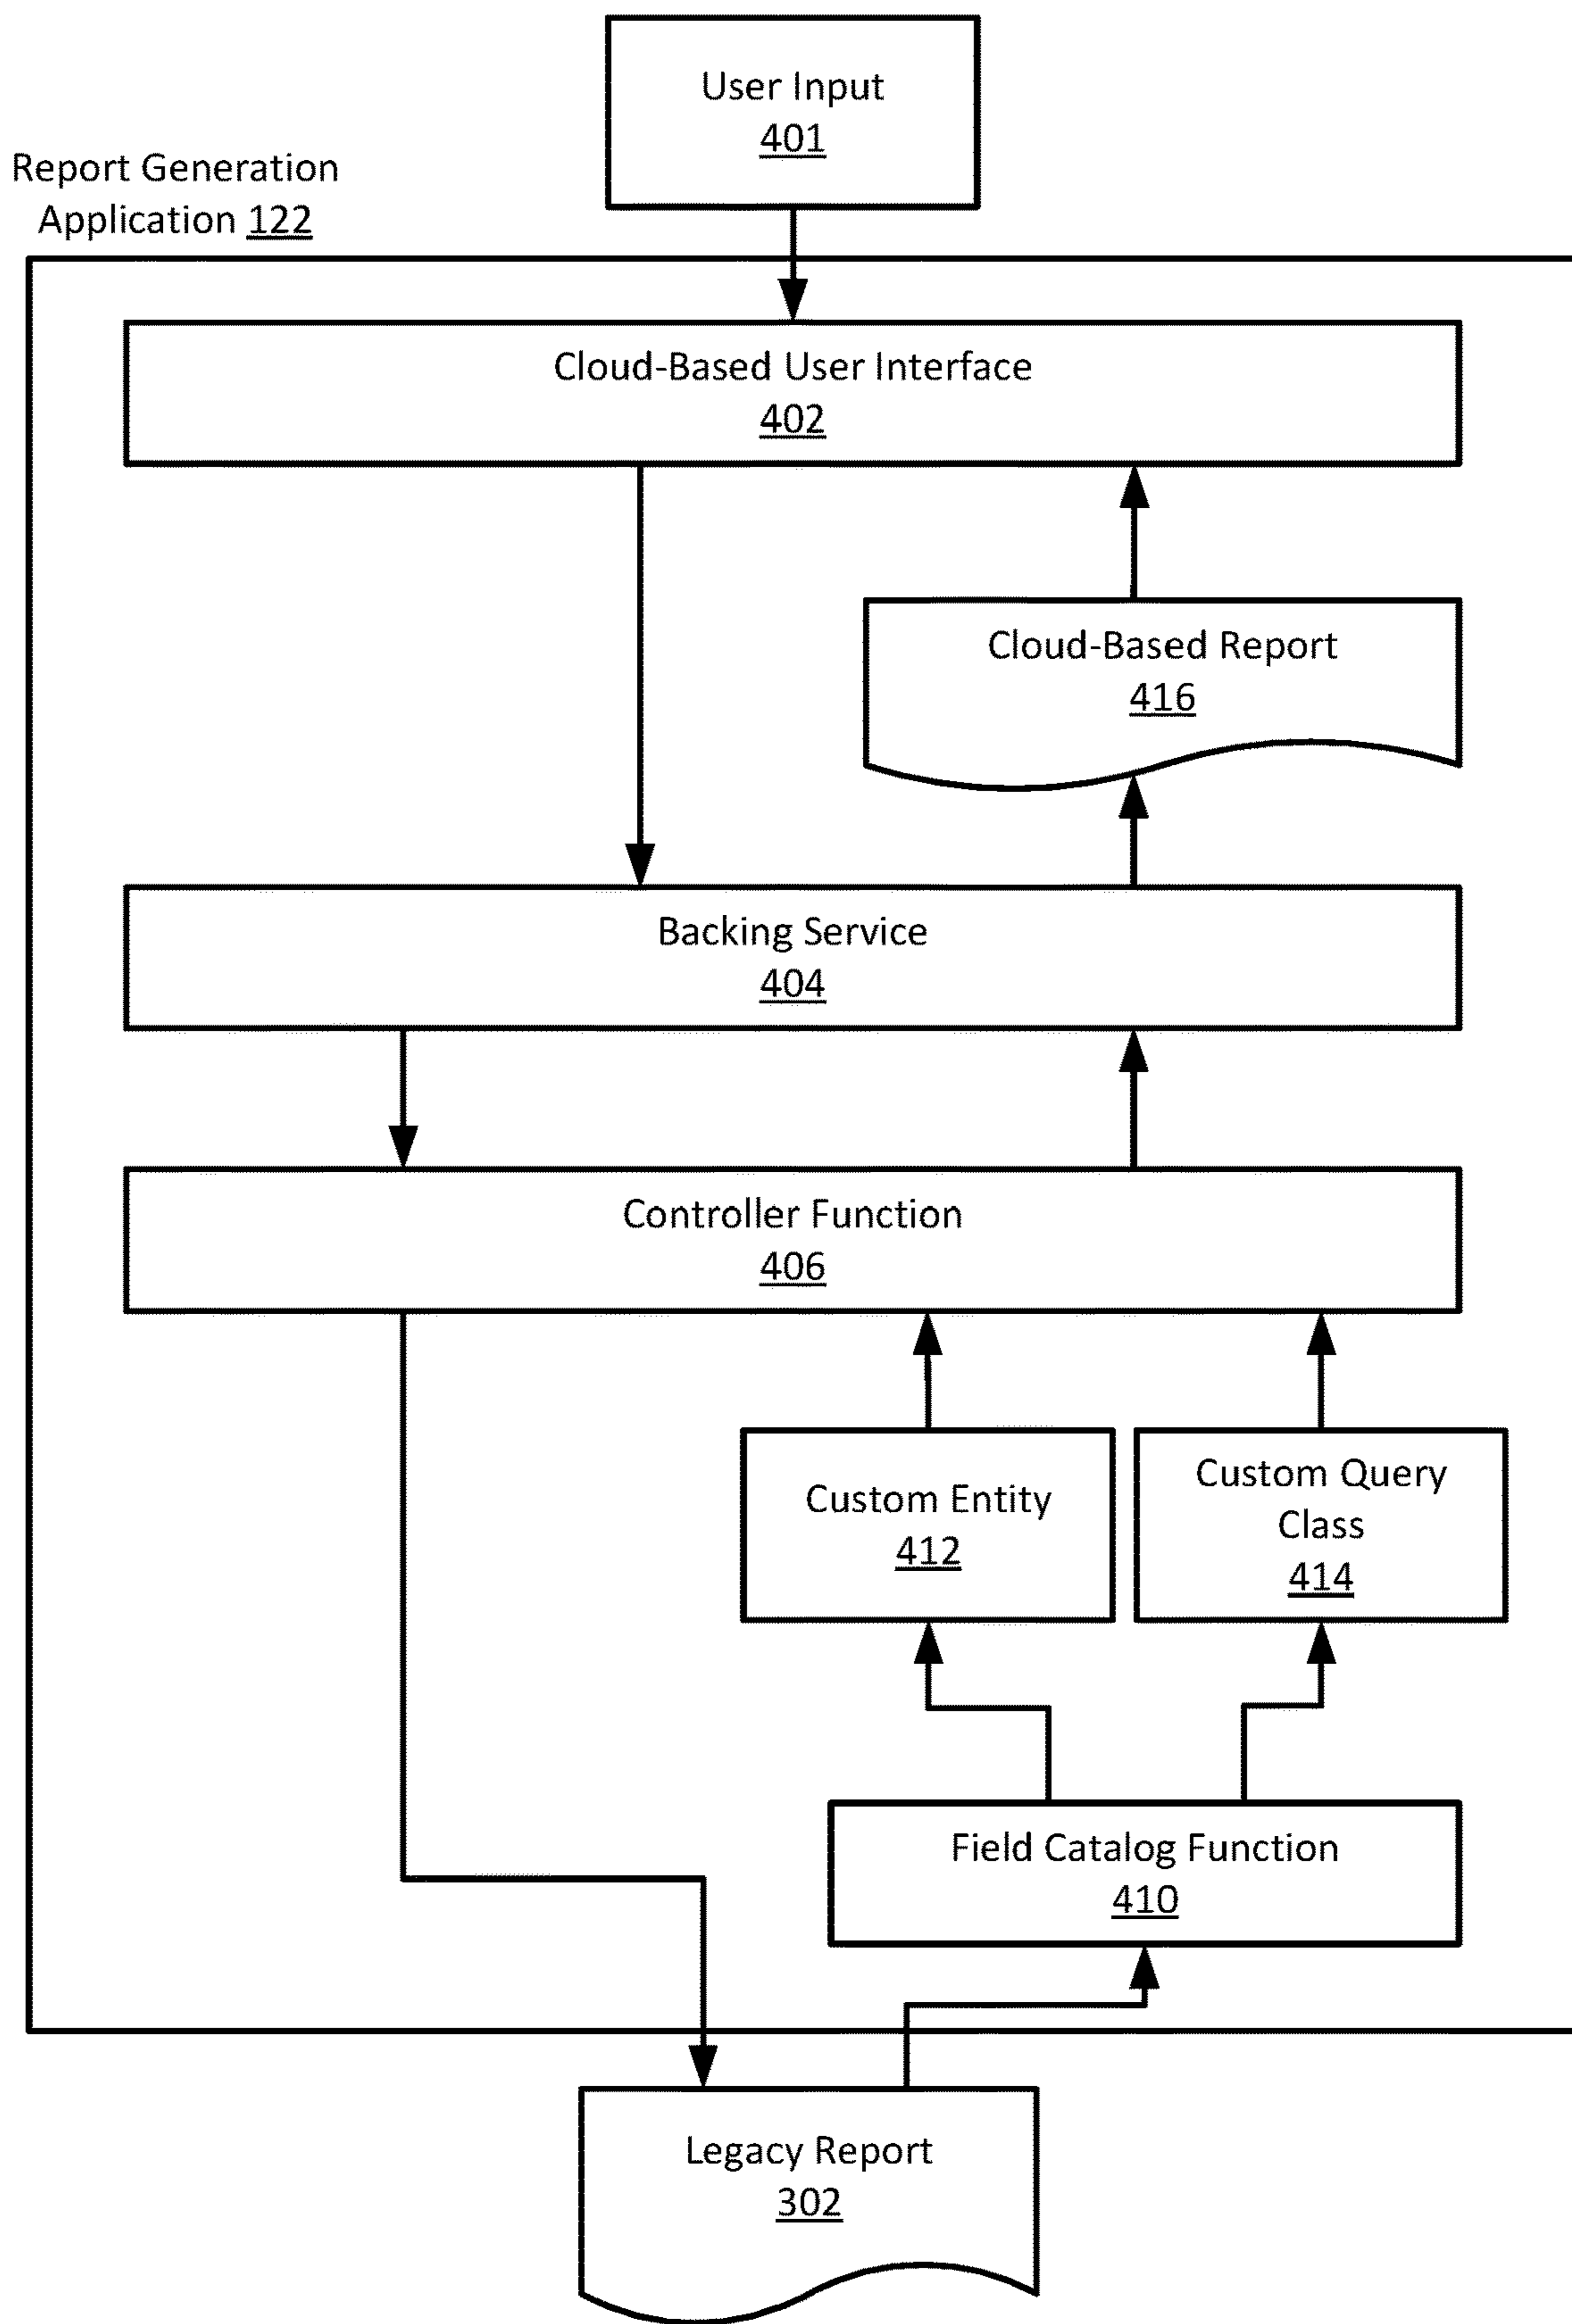 User Input
401
Report Generation
Application 122
Cloud-Based User Interface
402
Cloud-Based Report
416
Backing Service
404
Controller Function
406
Custom Entity
412
Custom Query
Class
414
Field Catalog Function
410
Legacy Report
302